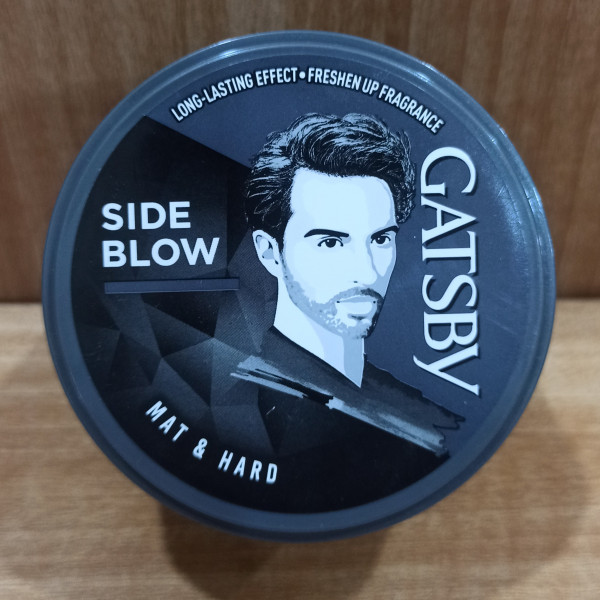 LONG-LASTING EFFECT • FRESHEN UP FRAGRANCE
GATSBY
SIDE
BLOW
MAT & HARD